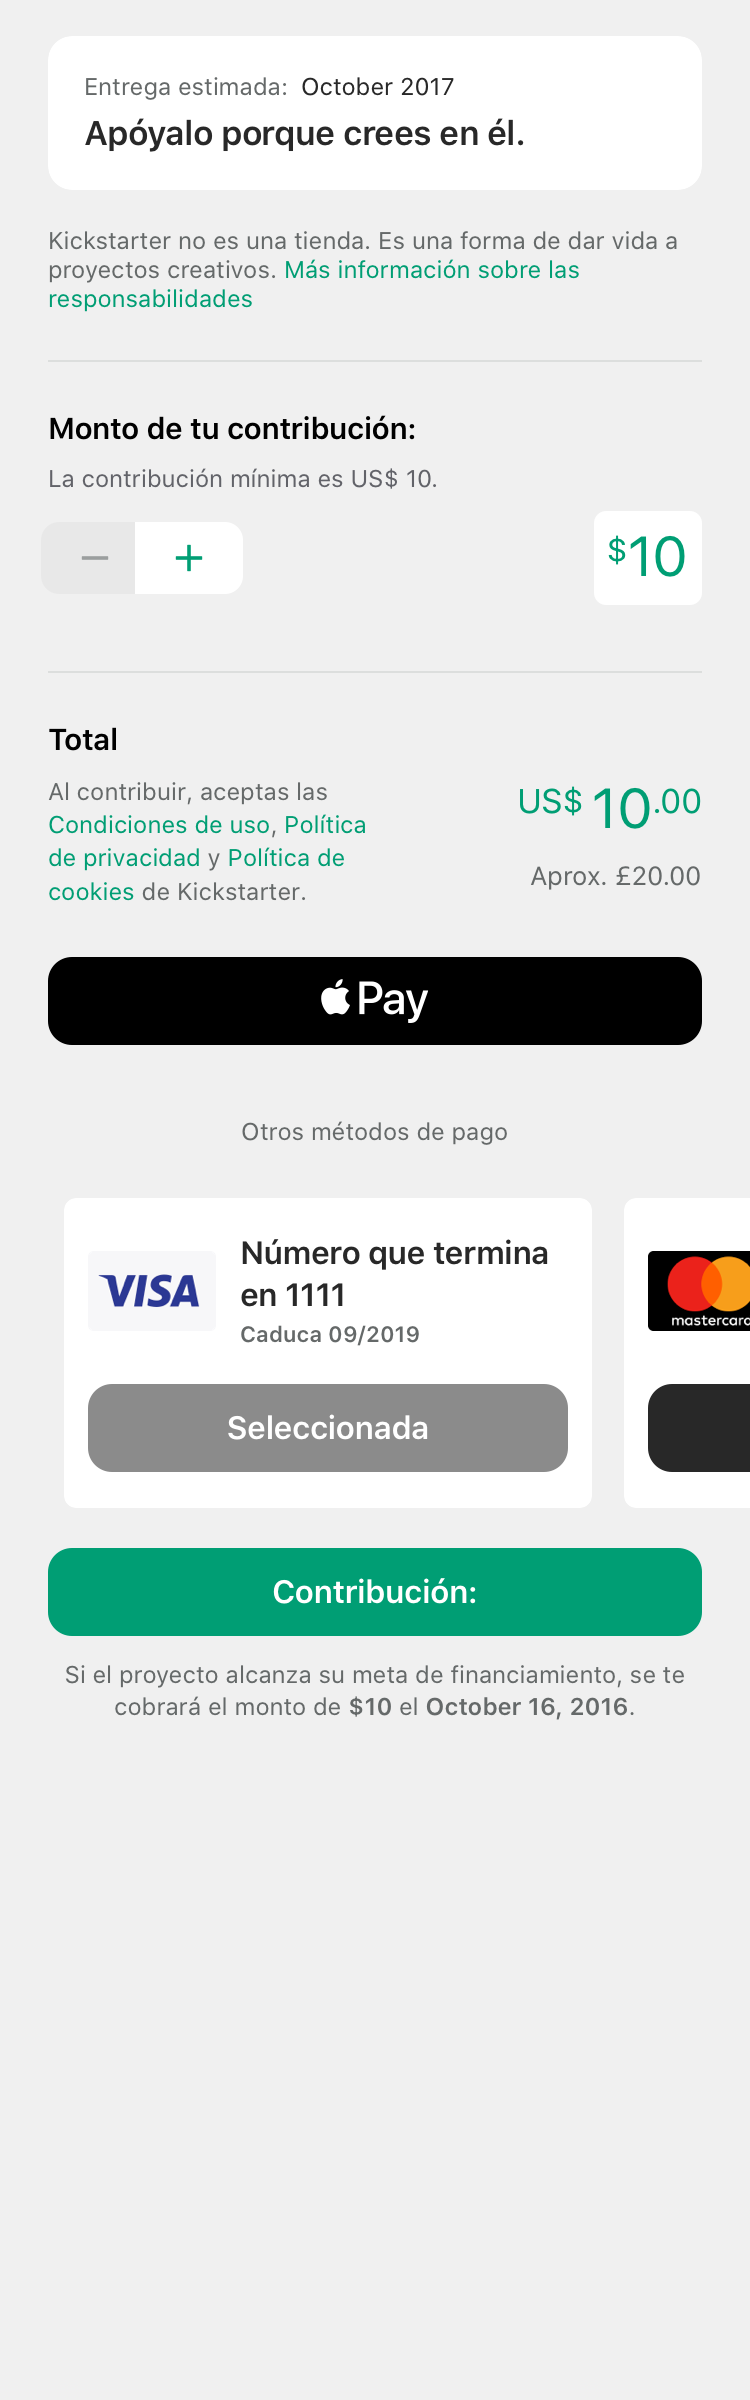 Entrega estimada: October 2017
Apóyalo porque crees en él.
Kickstarter no es una tienda. Es una forma de dar vida a
proyectos creativos. Más información sobre las
responsabilidades
Monto de tu contribución:
La contribución mínima es US$ 10.
− +
$10
Total
Al contribuir, aceptas las
Condiciones de uso, Política
de privacidad y Política de
cookies de Kickstarter.
US$ 10.00
Aprox. £20.00
Pay
Otros métodos de pago
VISA
Número que termina
en 1111
Caduca 09/2019
Seleccionada
mastercard
Contribución:
Si el proyecto alcanza su meta de financiamiento, se te
cobrará el monto de $10 el October 16, 2016.